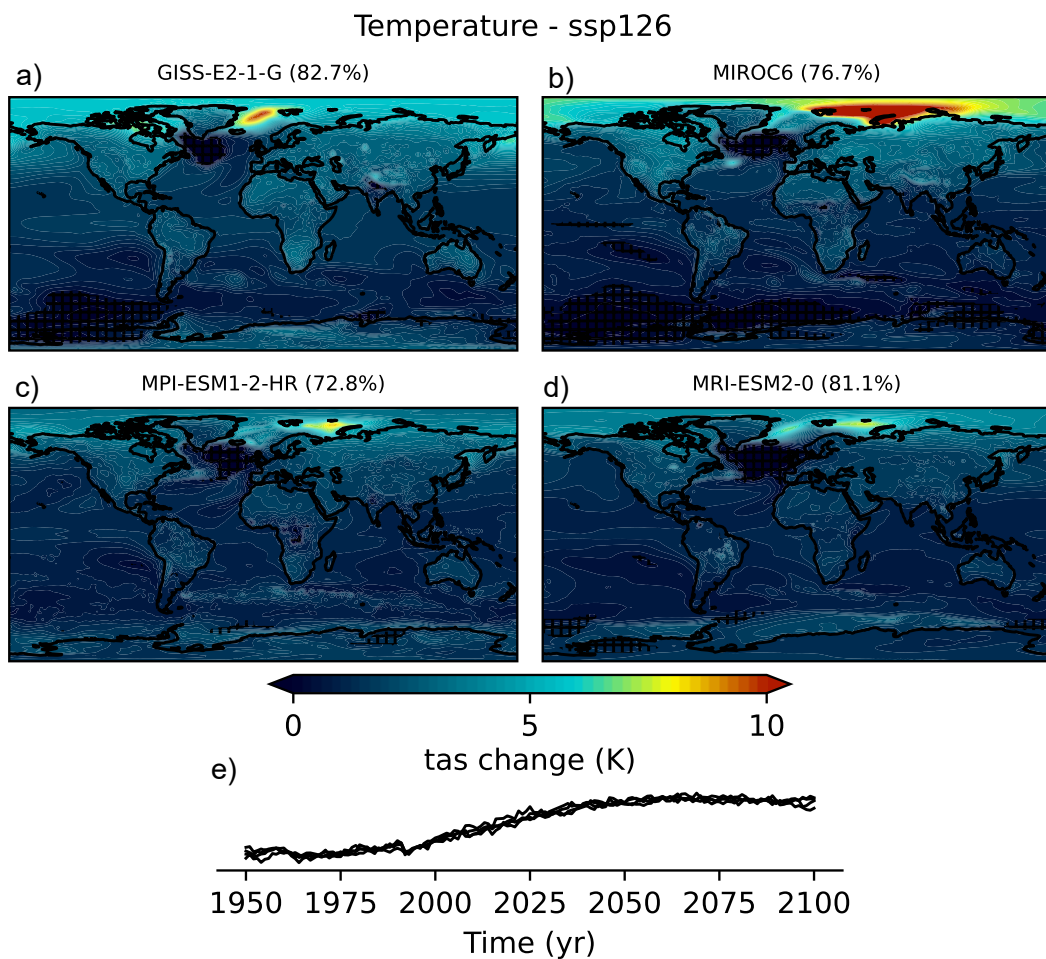 Temperature - ssp126
a) GISS-E2-1-G (82.7%)
b) MIROC6 (76.7%)
c) MPI-ESM1-2-HR (72.8%)
d) MRI-ESM2-0 (81.1%)
0 5 10
tas change (K)
e)
1950 1975 2000 2025 2050 2075 2100
Time (yr)